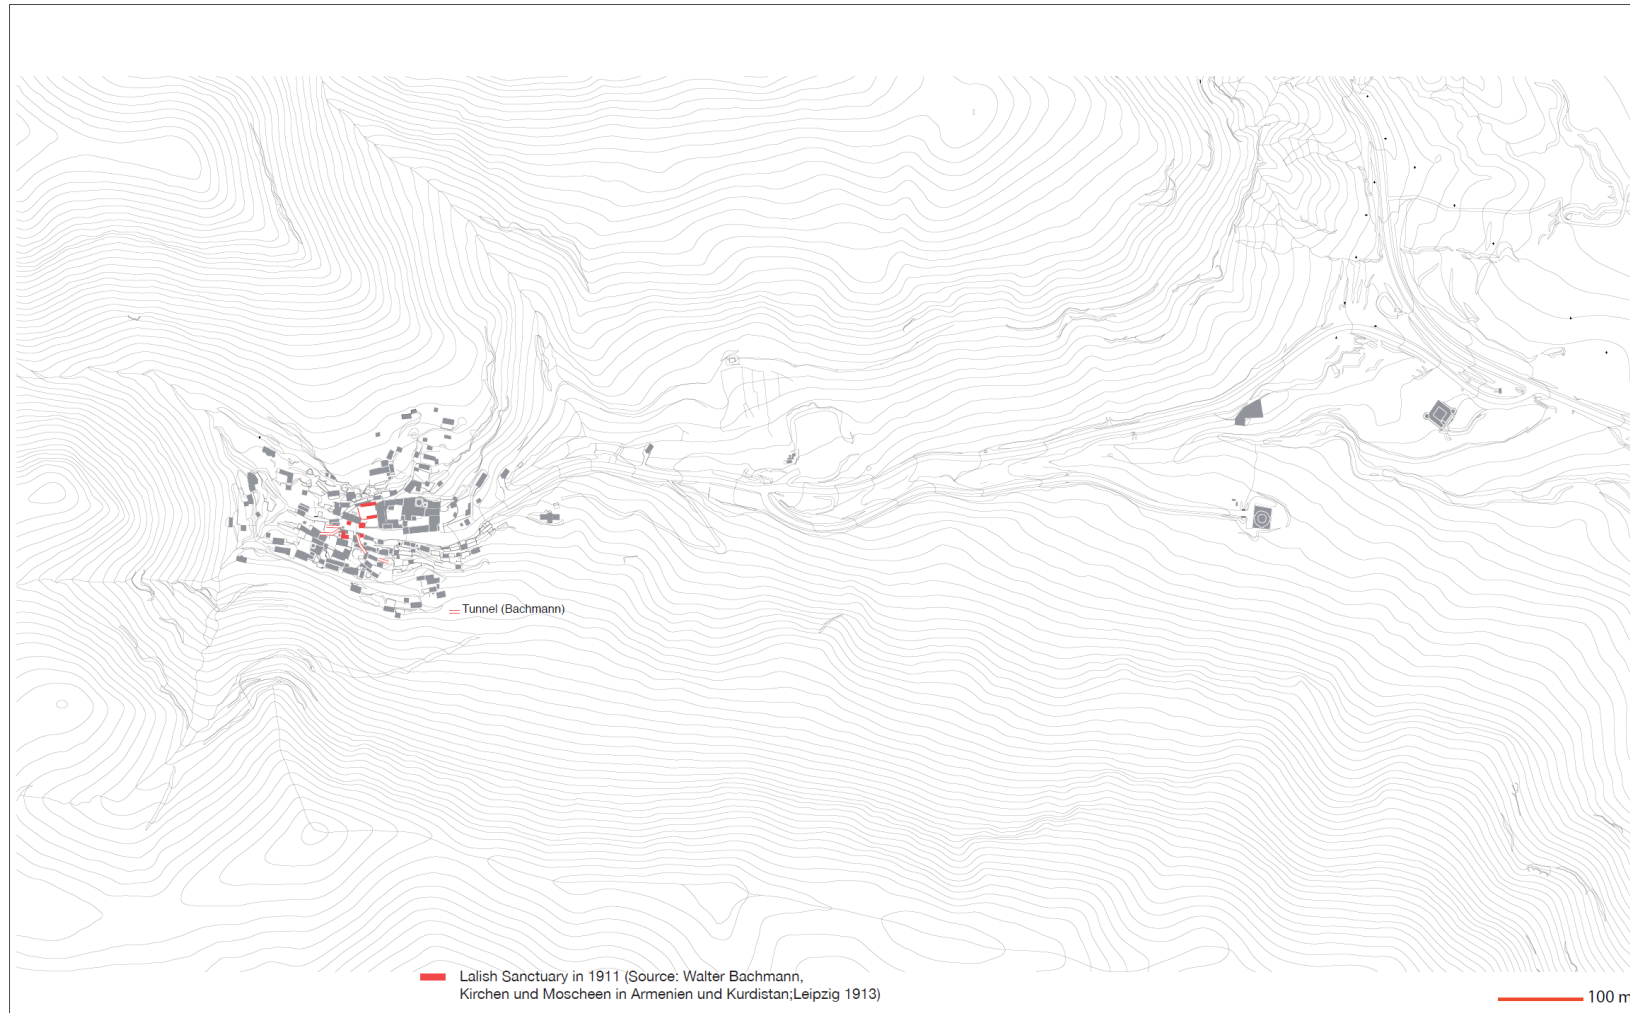 Tunnel (Bachmann)
Lalish Sanctuary in 1911 (Source: Walter Bachmann,
Kirchen und Moscheen in Armenien und Kurdistan;Leipzig 1913)
100 m